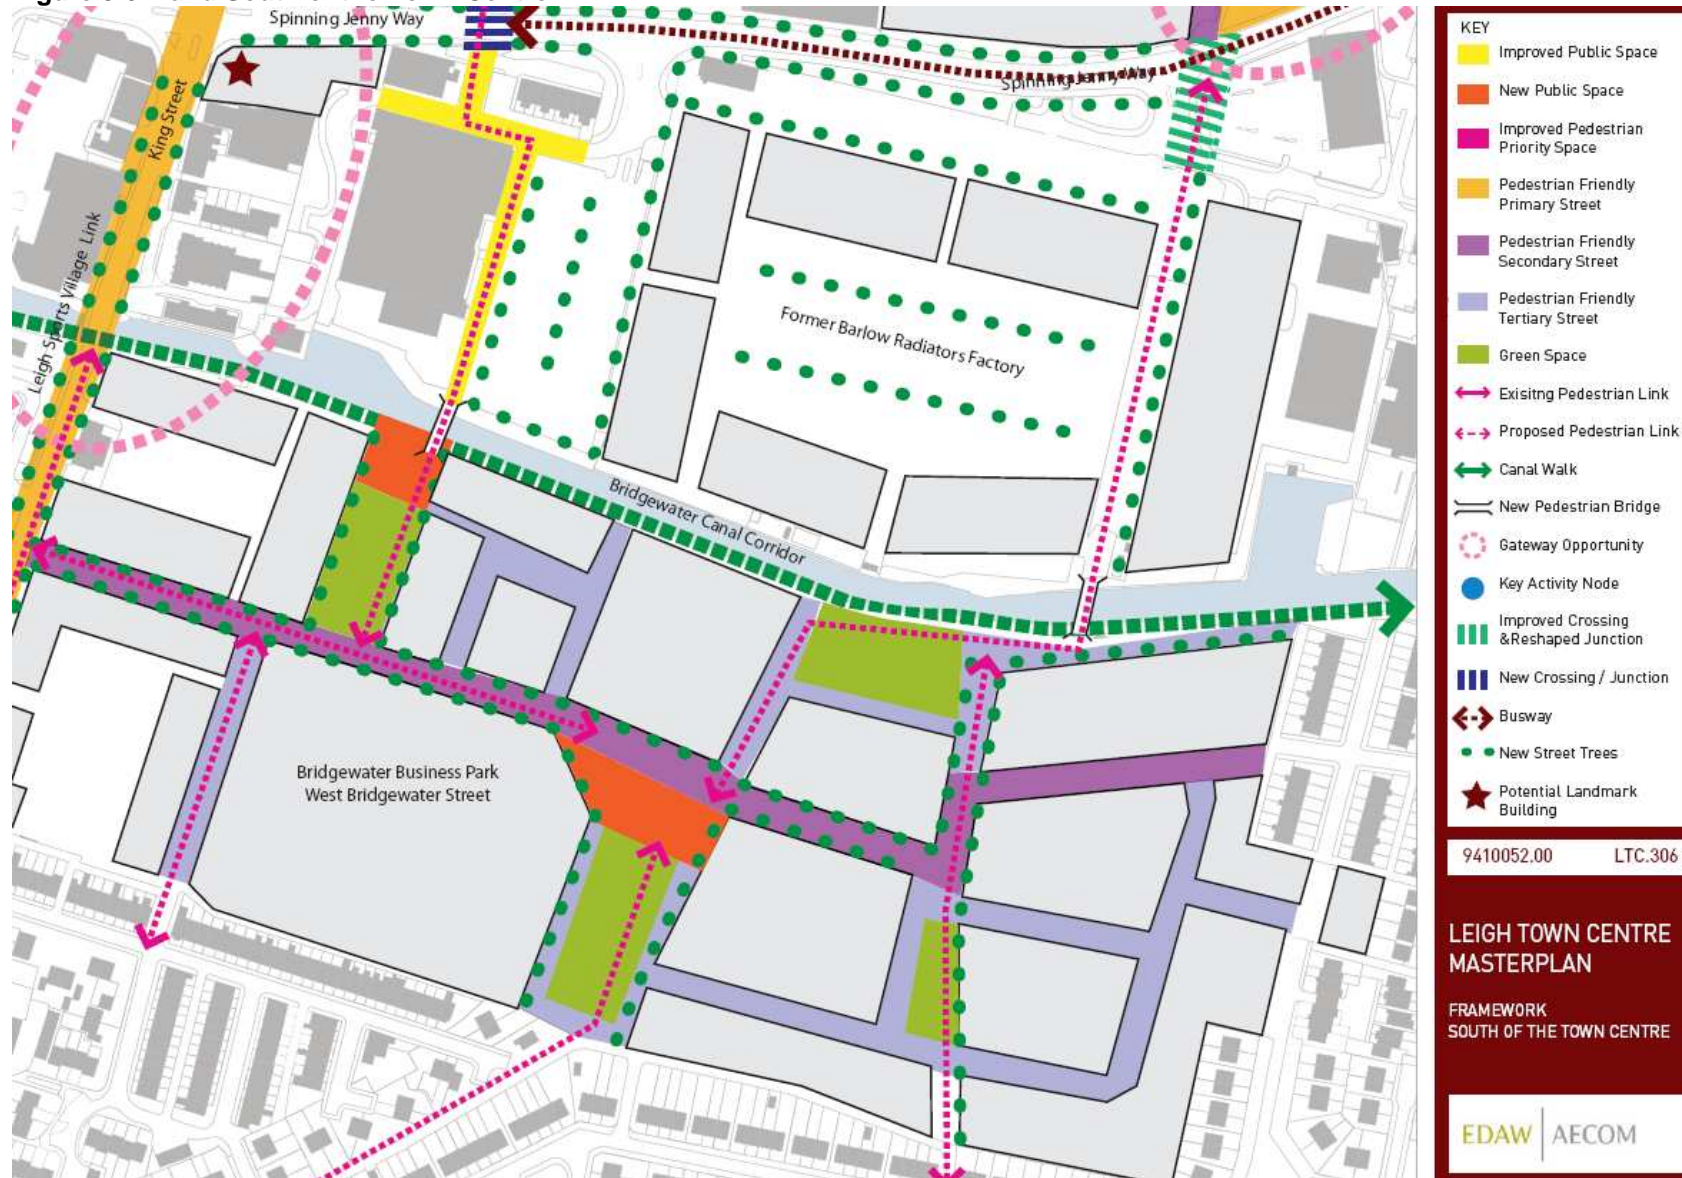 Spinning Jenny Way
King Street
Leigh Sports Village Link
Spinning Jenny Way
Former Barlow Radiators Factory
Bridgewater Canal Corridor
Bridgewater Business Park
West Bridgewater Street
KEY
Improved Public Space
New Public Space
Improved Pedestrian
Priority Space
Pedestrian Friendly
Primary Street
Pedestrian Friendly
Secondary Street
Pedestrian Friendly
Tertiary Street
Green Space
Exisitng Pedestrian Link
Proposed Pedestrian Link
Canal Walk
New Pedestrian Bridge
Gateway Opportunity
Key Activity Node
Improved Crossing
&Reshaped Junction
New Crossing / Junction
Busway
New Street Trees
Potential Landmark
Building
9410052.00 LTC.306
LEIGH TOWN CENTRE
MASTERPLAN
FRAMEWORK
SOUTH OF THE TOWN CENTRE
EDAW AECOM